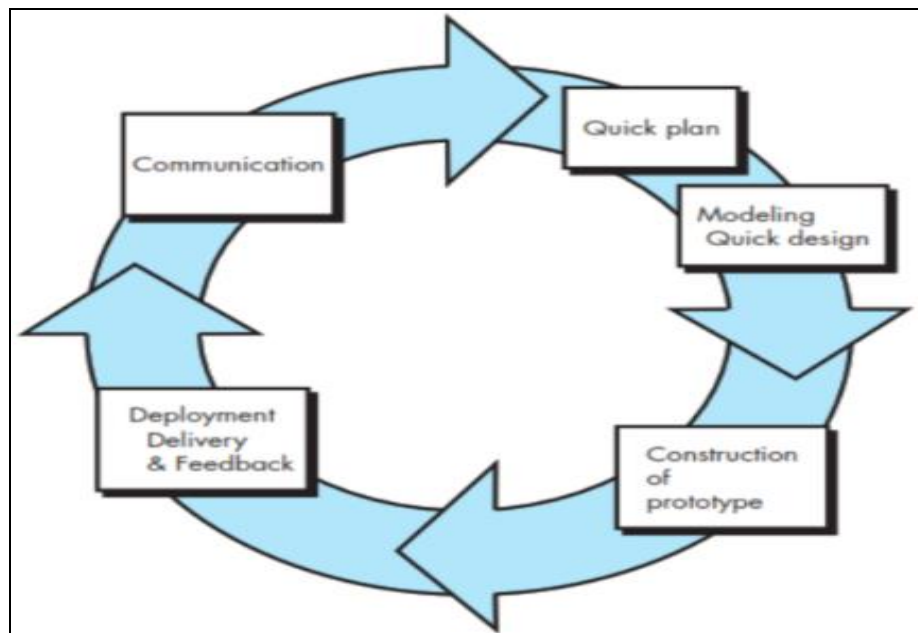 Communication
Quick plan
Modeling
Quick design
Construction
of
prototype
Deployment
Delivery
& Feedback